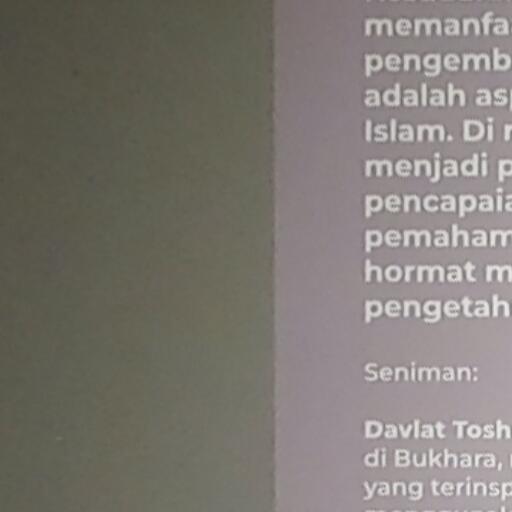 memanfa
pengemb
adalah as
Islam. Di
menjadi p
pencapaia
pemaham
hormat m
pengetah
Seniman:
Davlat Tosh
di Bukhara,
yang terinsp